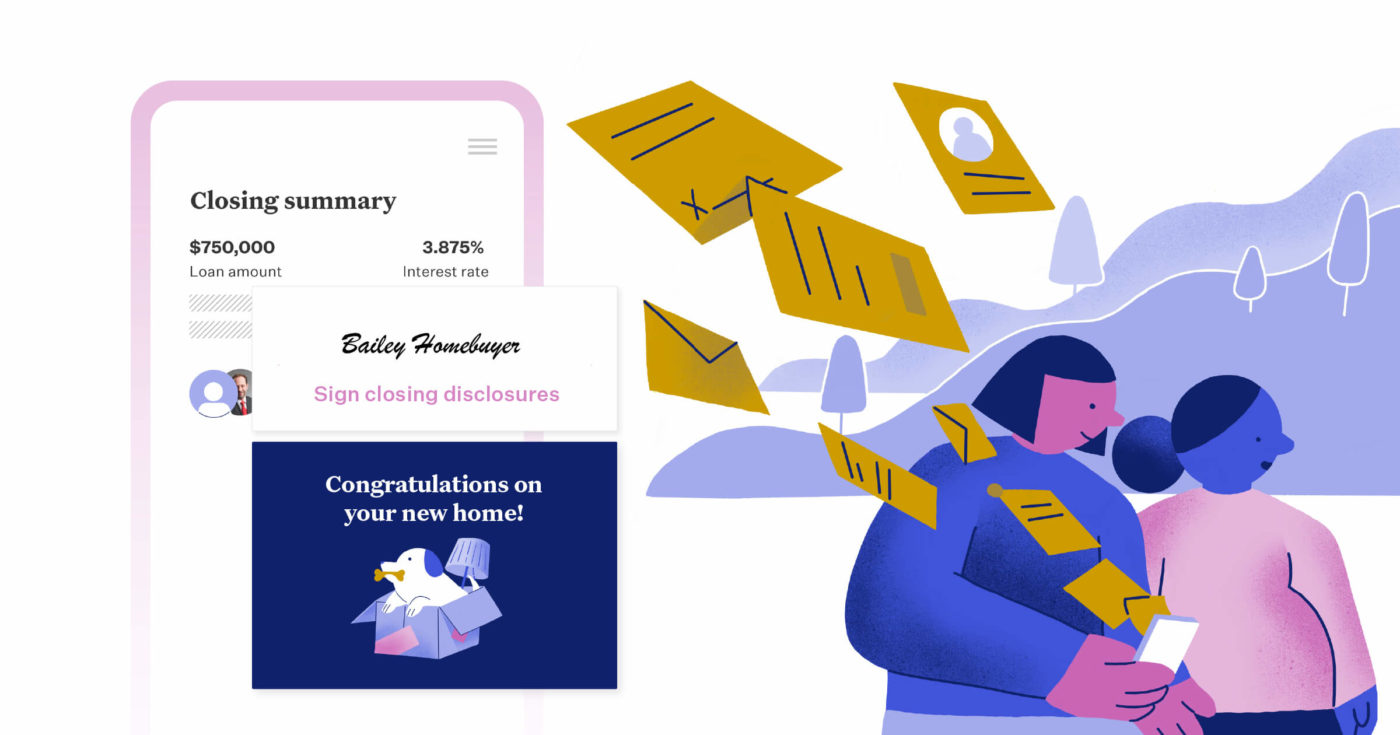 Closing summary
$750,000
3.875%
Loan amount
Interest rate
Bailey Homebuyer
Sign closing disclosures
Congratulations on
your new home!